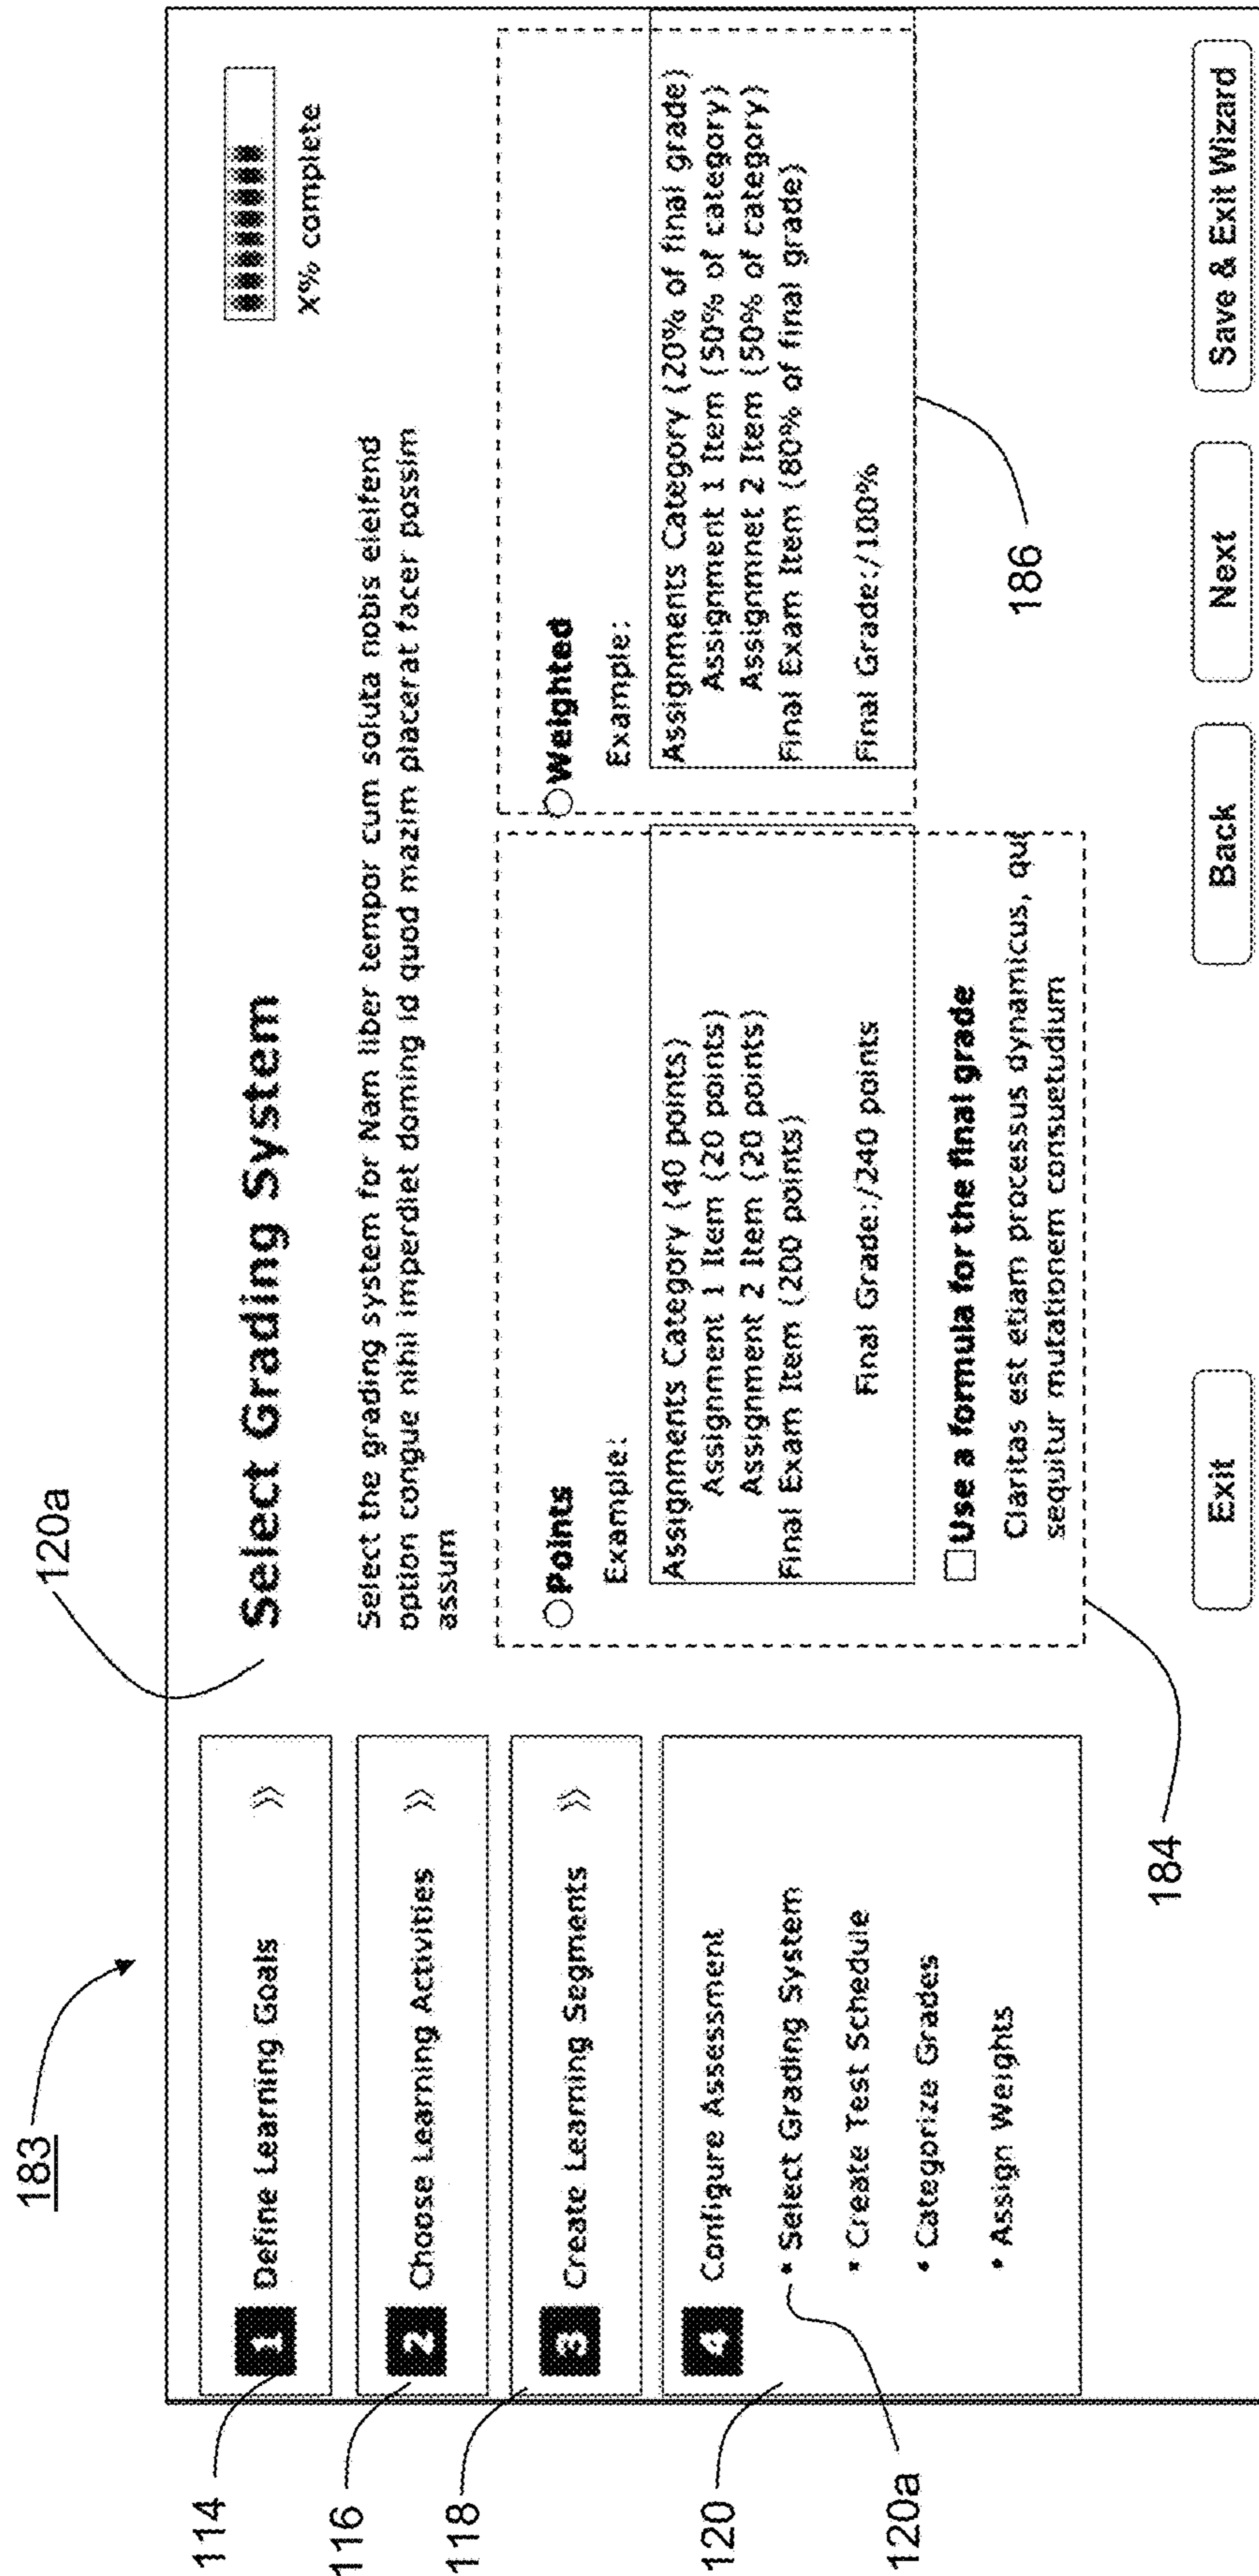 183
120a
114
1 Define Learning Goals »
116
2 Choose Learning Activities »
118
3 Create Learning Segments »
120
4 Configure Assessment
120a
* Select Grading System
* Create Test Schedule
* Categorize Grades
* Assign Weights
Select Grading System
X% complete
Select the grading system for Nam liber tempor cum soluta nobis eleifend
option congue nihil imperdiet doming id quod mazim placerat facer possim
assum
Points
Example:
Assignments Category (40 points)
Assignment 1 Item (20 points)
Assignment 2 Item (20 points)
Final Exam Item (200 points)
Final Grade:/240 points
Use a formula for the final grade
Claritas est etiam processus dynamicus, qui
sequitur mutationem consuetudium
184
Weighted
Example:
Assignments Category (20% of final grade)
Assignment 1 Item (50% of category)
Assignmnet 2 Item (50% of category)
Final Exam Item (80% of final grade)
Final Grade:/100%
186
Exit
Back
Next
Save & Exit Wizard